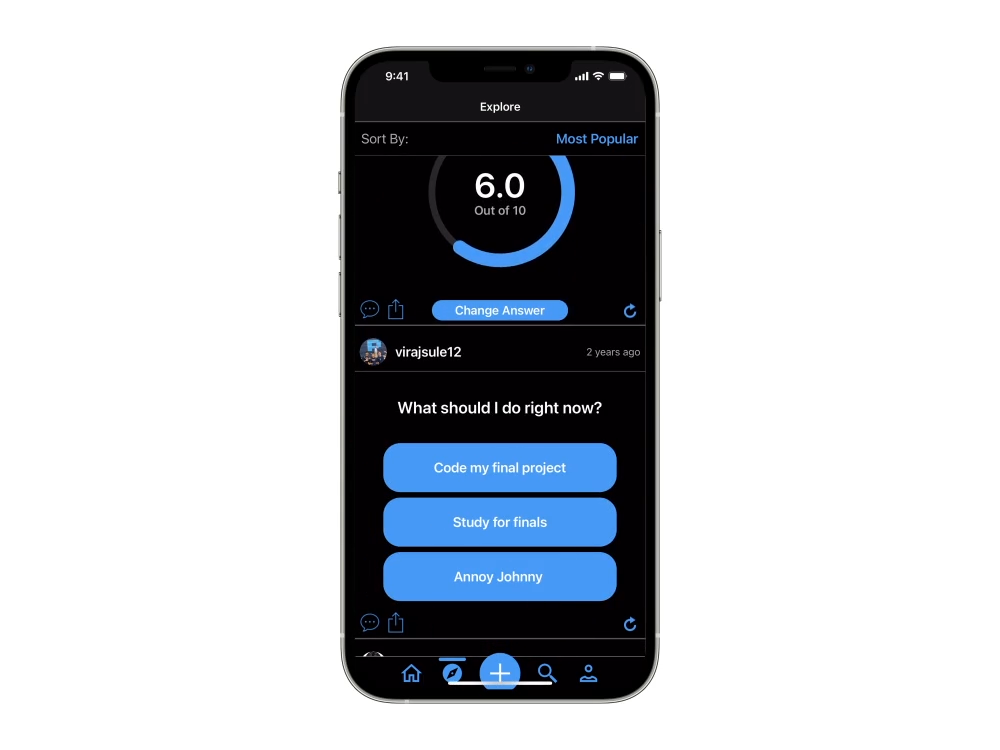 9:41
Explore
Sort By:
Most Popular
6.0
Out of 10
Change Answer
virajsule12
2 years ago
What should I do right now?
Code my final project
Study for finals
Annoy Johnny